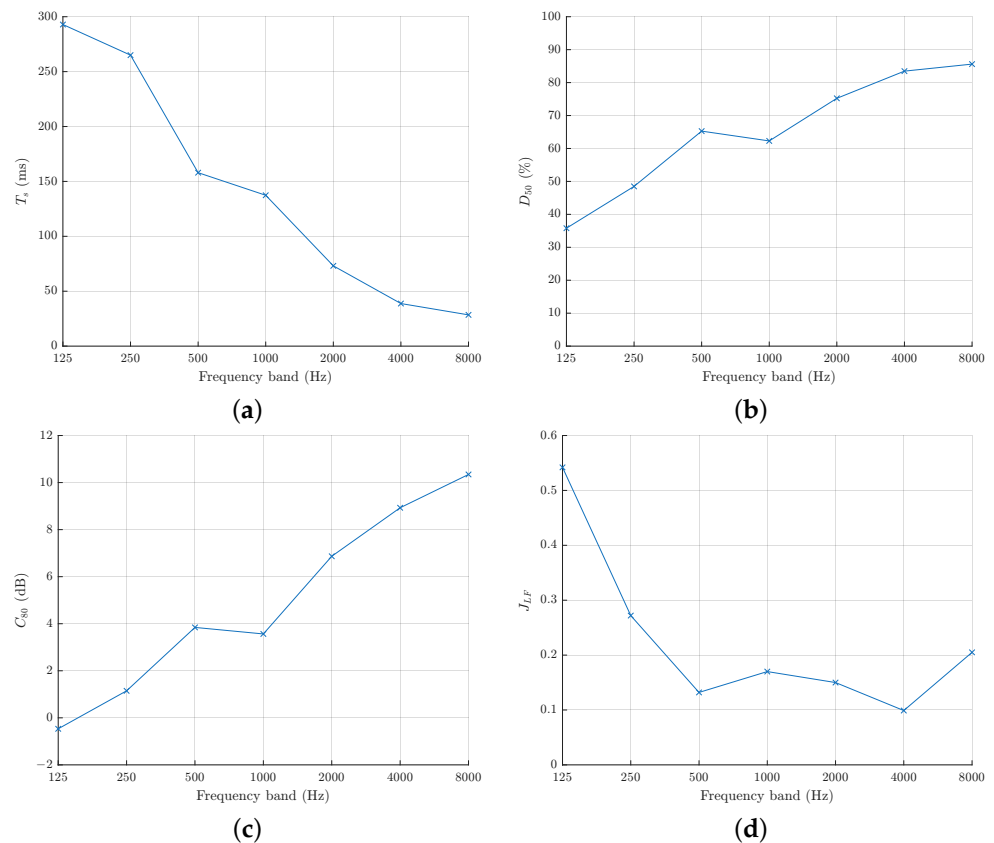 300
250
200
150
100
50
0
T_s (ms)
125 250 500 1000 2000 4000 8000
Frequency band (Hz)
(a)
100
90
80
70
60
50
40
30
20
10
0
D_50 (%)
125 250 500 1000 2000 4000 8000
Frequency band (Hz)
(b)
12
10
8
6
4
2
0
−2
C_80 (dB)
125 250 500 1000 2000 4000 8000
Frequency band (Hz)
(c)
0.6
0.5
0.4
0.3
0.2
0.1
0
J_LF
125 250 500 1000 2000 4000 8000
Frequency band (Hz)
(d)